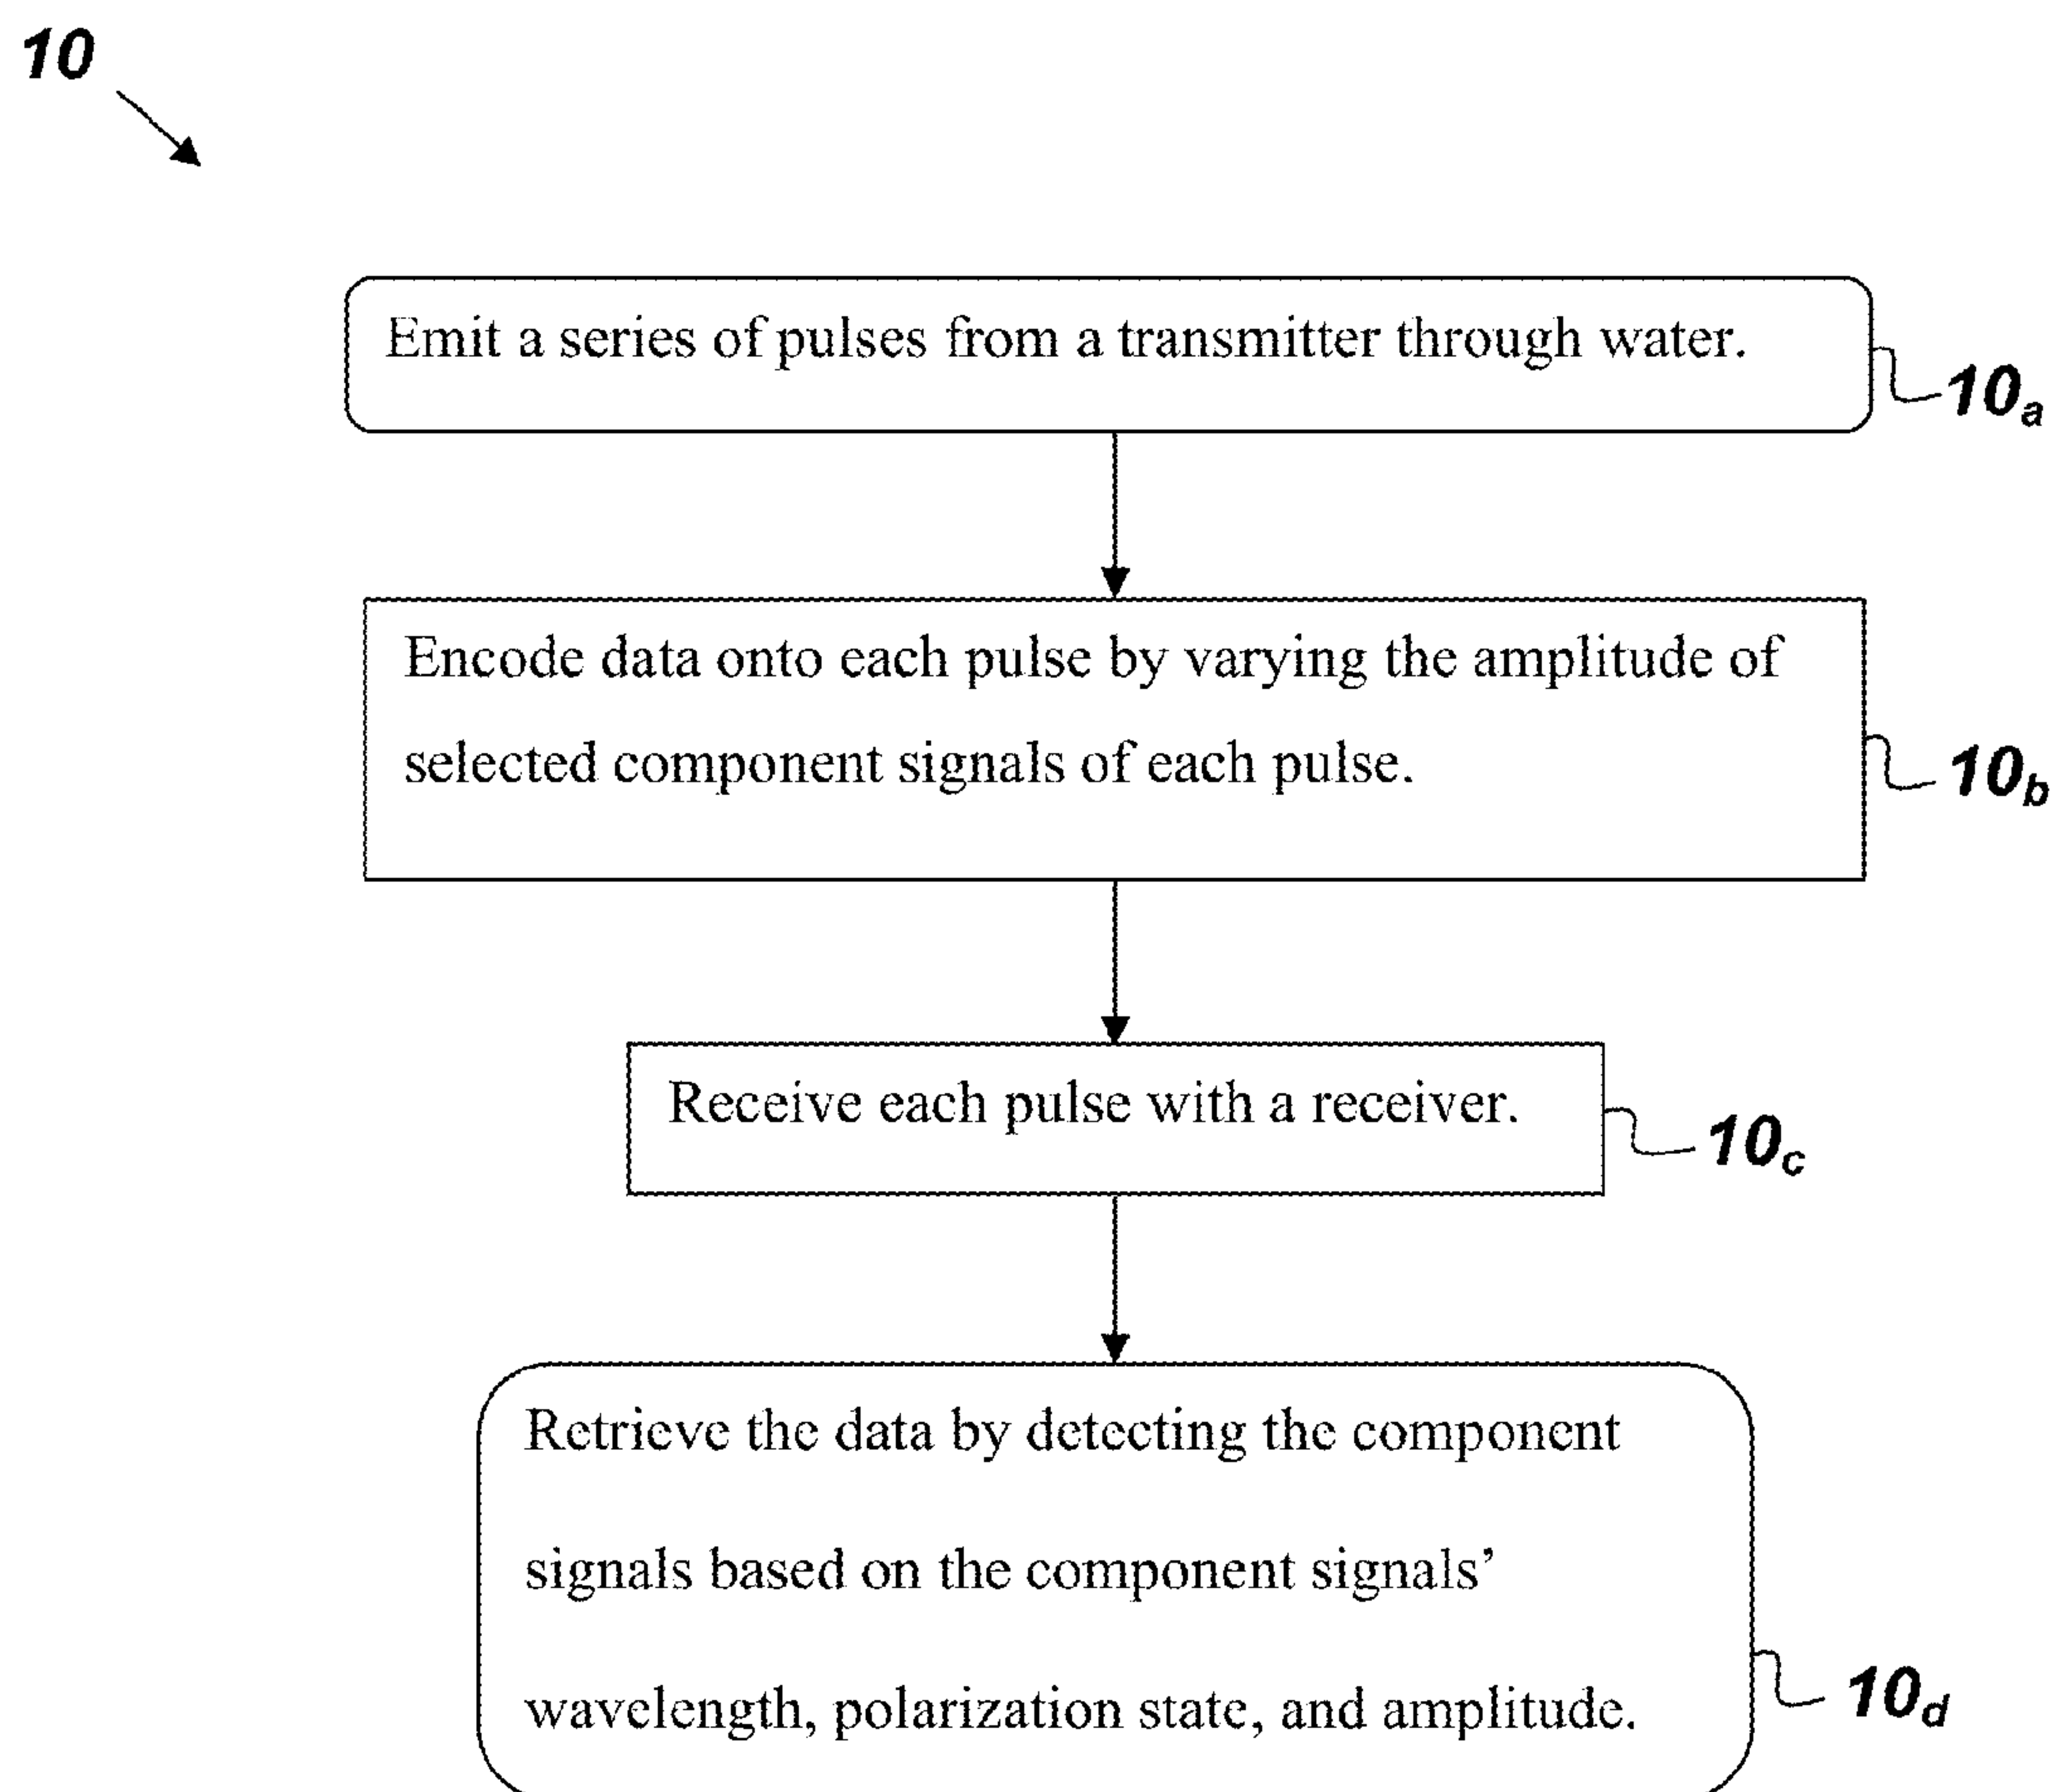 10
Emit a series of pulses from a transmitter through water.
10a
Encode data onto each pulse by varying the amplitude of
selected component signals of each pulse.
10b
Receive each pulse with a receiver.
10c
Retrieve the data by detecting the component
signals based on the component signals’
wavelength, polarization state, and amplitude.
10d